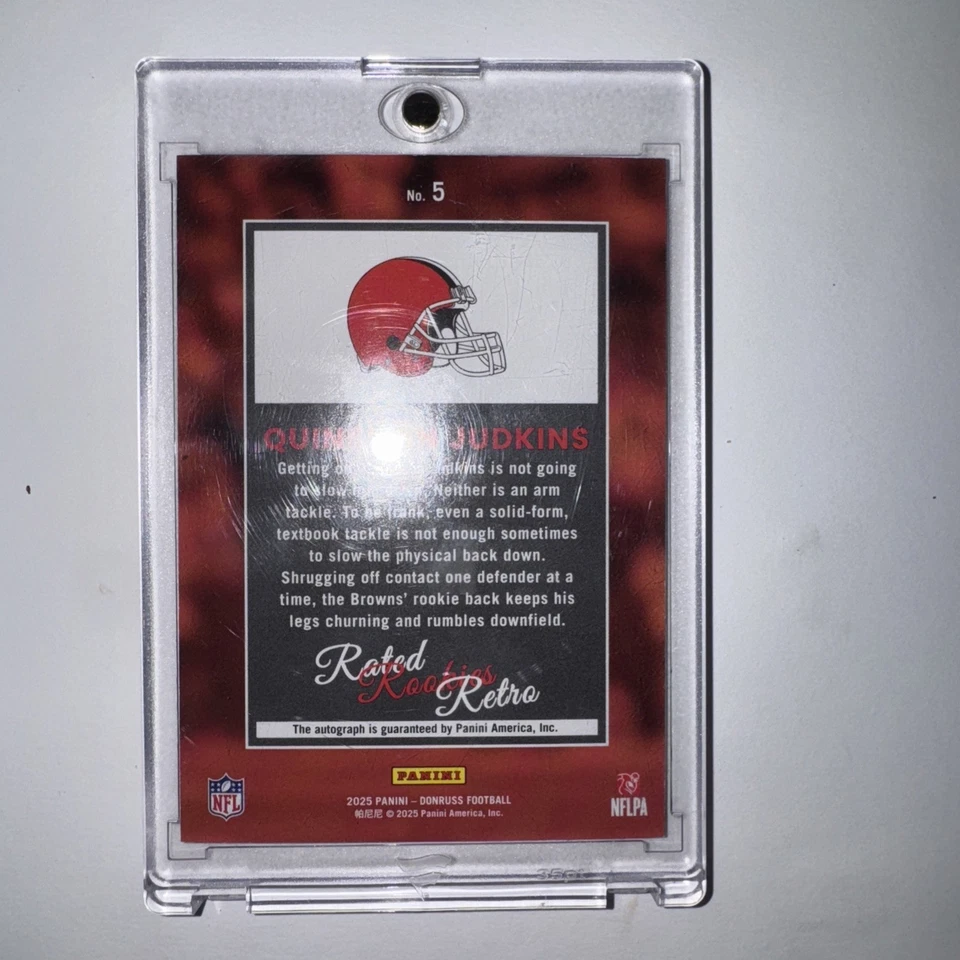 No. 5
JUDKINS
Getting is not going
to slow Neither is an arm
tackle. To be frank, even a solid-form,
textbook tackle is not enough sometimes
to slow the physical back down.
Shrugging off contact one defender at a
time, the Browns' rookie back keeps his
legs churning and rumbles downfield.
Rated
Rookies
Retro
The autograph is guaranteed by Panini America, Inc.
PANINI
NFL
NFLPA
2025 PANINI – DONRUSS FOOTBALL
帕尼尼 © 2025 Panini America, Inc.
35pt